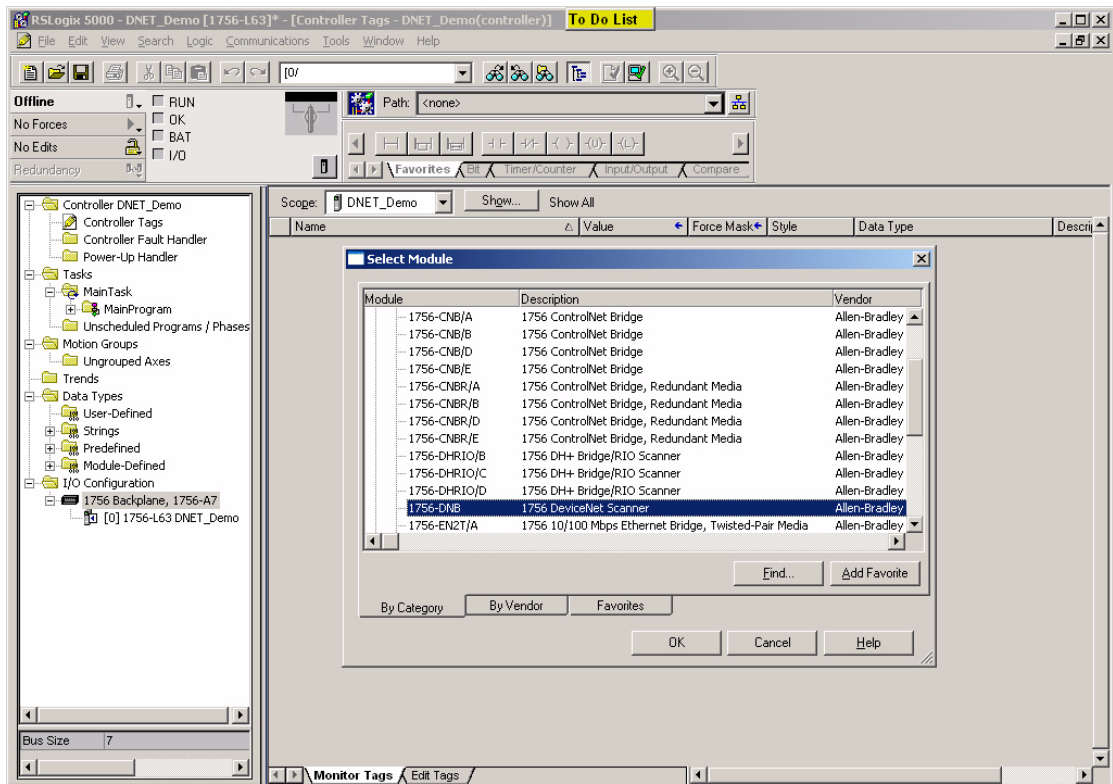 RSLogix 5000 - DNET_Demo [1756-L63]* - [Controller Tags - DNET_Demo(controller)]
To Do List
File Edit View Search Logic Communications Tools Window Help
[0/
Offline
RUN
No Forces
OK
No Edits
BAT
Redundancy
I/O
Path: <none>
Favorites Bit Timer/Counter Input/Output Compare
Controller DNET_Demo
Controller Tags
Controller Fault Handler
Power-Up Handler
Tasks
MainTask
MainProgram
Unscheduled Programs / Phases
Motion Groups
Ungrouped Axes
Trends
Data Types
User-Defined
Strings
Predefined
Module-Defined
I/O Configuration
1756 Backplane, 1756-A7
[0] 1756-L63 DNET_Demo
Bus Size 7
Scope: DNET_Demo Show... Show All
Name Value Force Mask Style Data Type Descrip
Select Module
Module Description Vendor
1756-CNB/A 1756 ControlNet Bridge Allen-Bradley
1756-CNB/B 1756 ControlNet Bridge Allen-Bradley
1756-CNB/D 1756 ControlNet Bridge Allen-Bradley
1756-CNB/E 1756 ControlNet Bridge Allen-Bradley
1756-CNBR/A 1756 ControlNet Bridge, Redundant Media Allen-Bradley
1756-CNBR/B 1756 ControlNet Bridge, Redundant Media Allen-Bradley
1756-CNBR/D 1756 ControlNet Bridge, Redundant Media Allen-Bradley
1756-CNBR/E 1756 ControlNet Bridge, Redundant Media Allen-Bradley
1756-DHRIO/B 1756 DH+ Bridge/RIO Scanner Allen-Bradley
1756-DHRIO/C 1756 DH+ Bridge/RIO Scanner Allen-Bradley
1756-DHRIO/D 1756 DH+ Bridge/RIO Scanner Allen-Bradley
1756-DNB 1756 DeviceNet Scanner Allen-Bradley
1756-EN2T/A 1756 10/100 Mbps Ethernet Bridge, Twisted-Pair Media Allen-Bradley
Find... Add Favorite
By Category By Vendor Favorites
OK Cancel Help
Monitor Tags Edit Tags